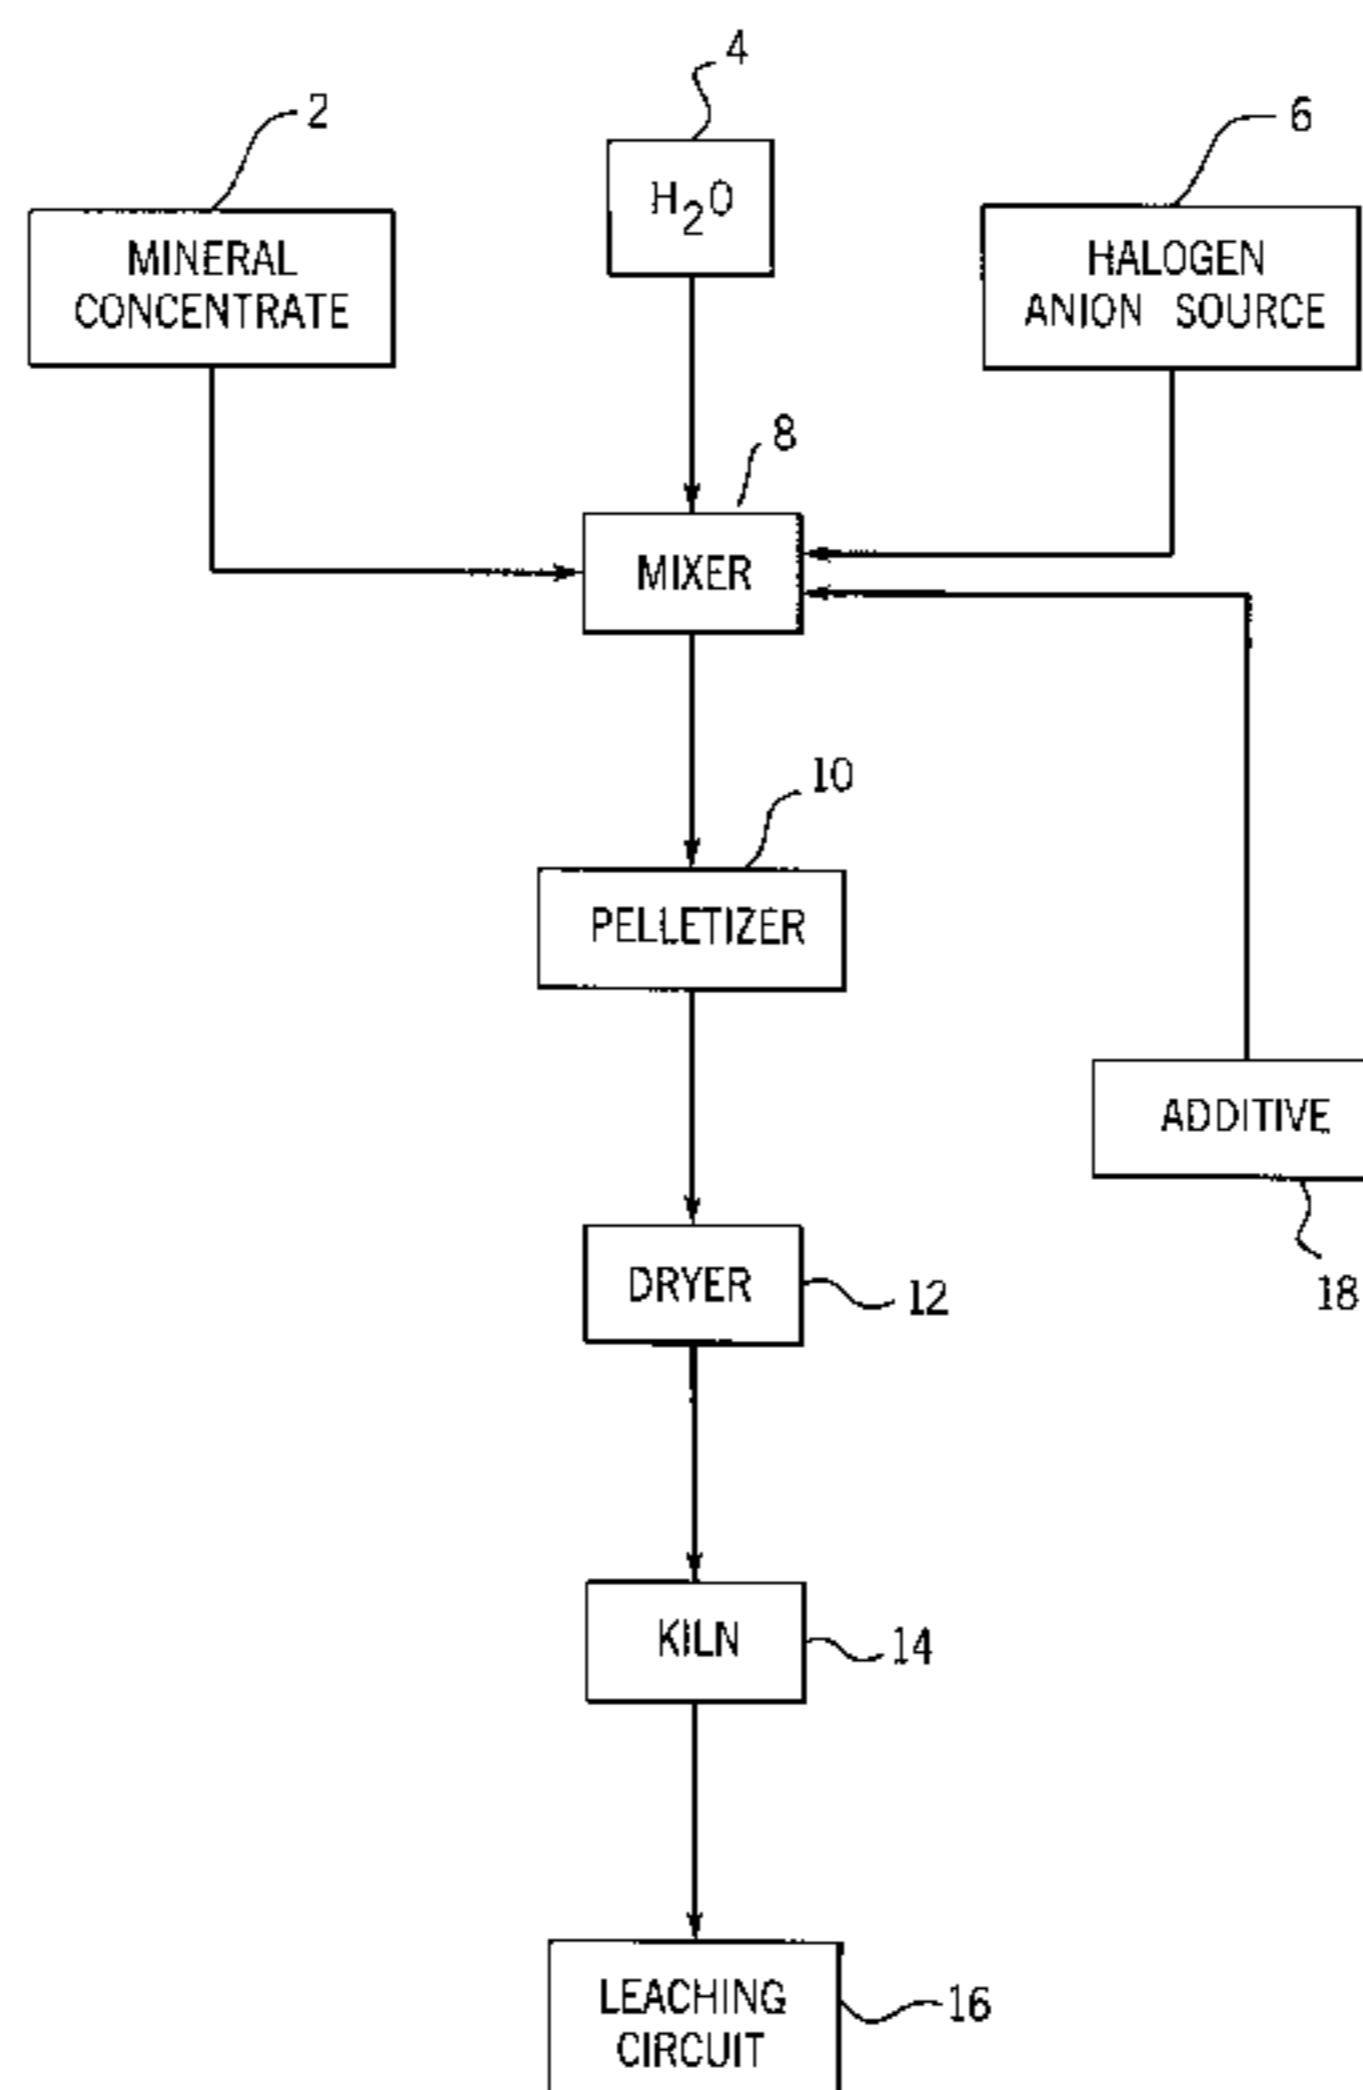 4
2
6
H2O
MINERAL
CONCENTRATE
HALOGEN
ANION SOURCE
8
MIXER
10
PELLETIZER
ADDITIVE
DRYER
12
18
KILN
14
LEACHING
CIRCUIT
16